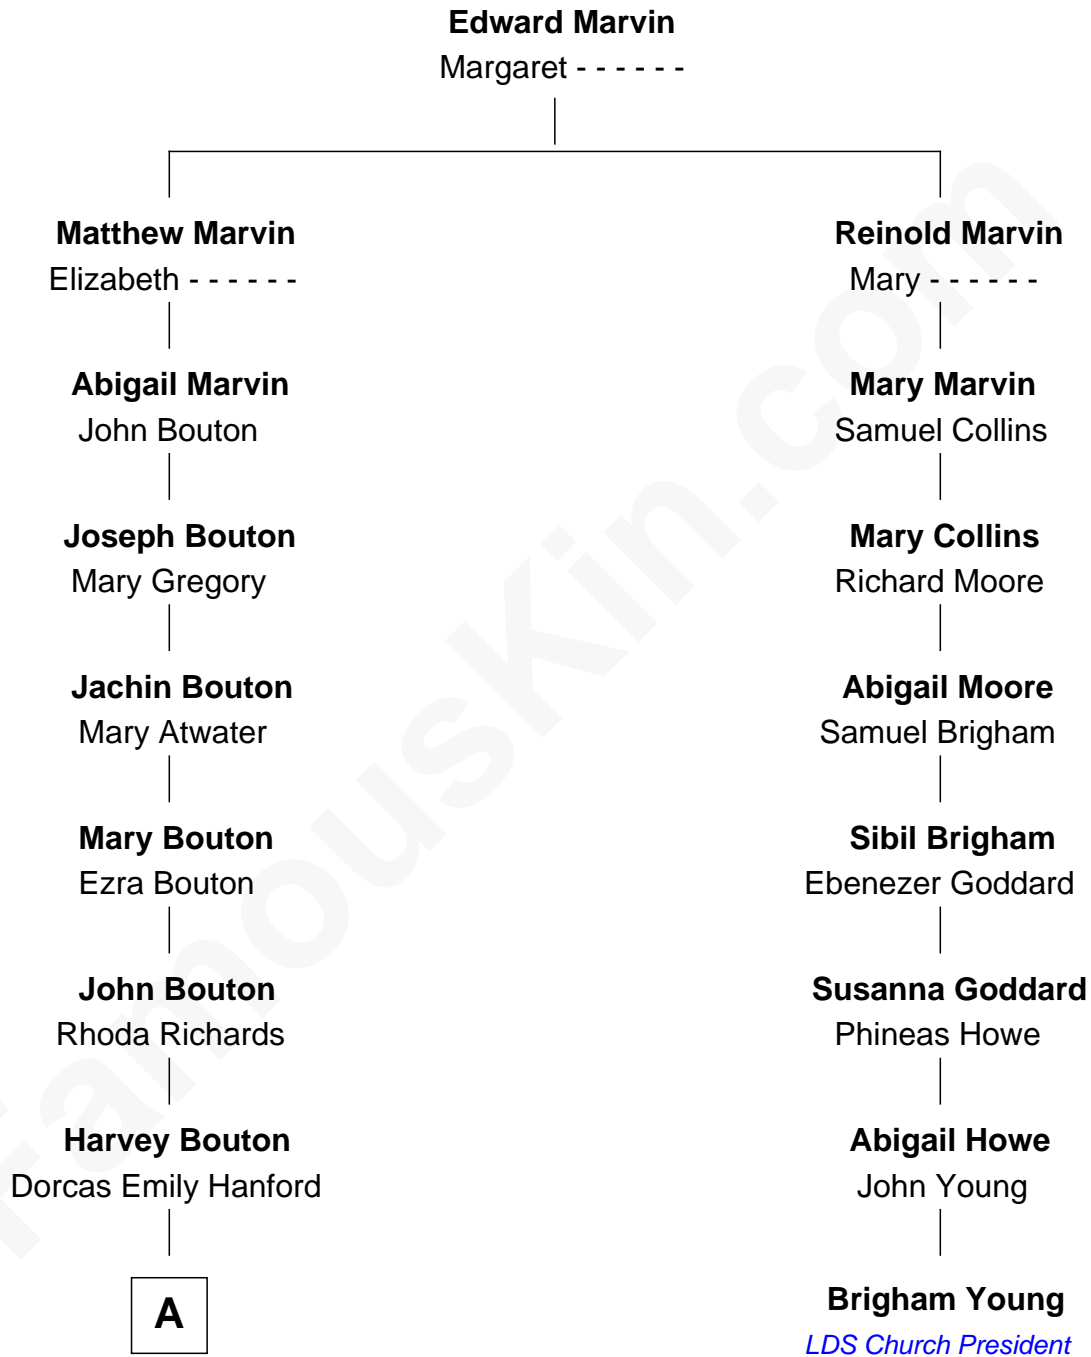 Edward Marvin
Margaret - - - - - -
Matthew Marvin
Elizabeth - - - - - -
Reinold Marvin
Mary - - - - - -
Abigail Marvin
John Bouton
Mary Marvin
Samuel Collins
Joseph Bouton
Mary Gregory
Mary Collins
Richard Moore
Jachin Bouton
Mary Atwater
Abigail Moore
Samuel Brigham
Mary Bouton
Ezra Bouton
Sibil Brigham
Ebenezer Goddard
John Bouton
Rhoda Richards
Susanna Goddard
Phineas Howe
Harvey Bouton
Dorcas Emily Hanford
Abigail Howe
John Young
A
Brigham Young
LDS Church President
FamousKin.com